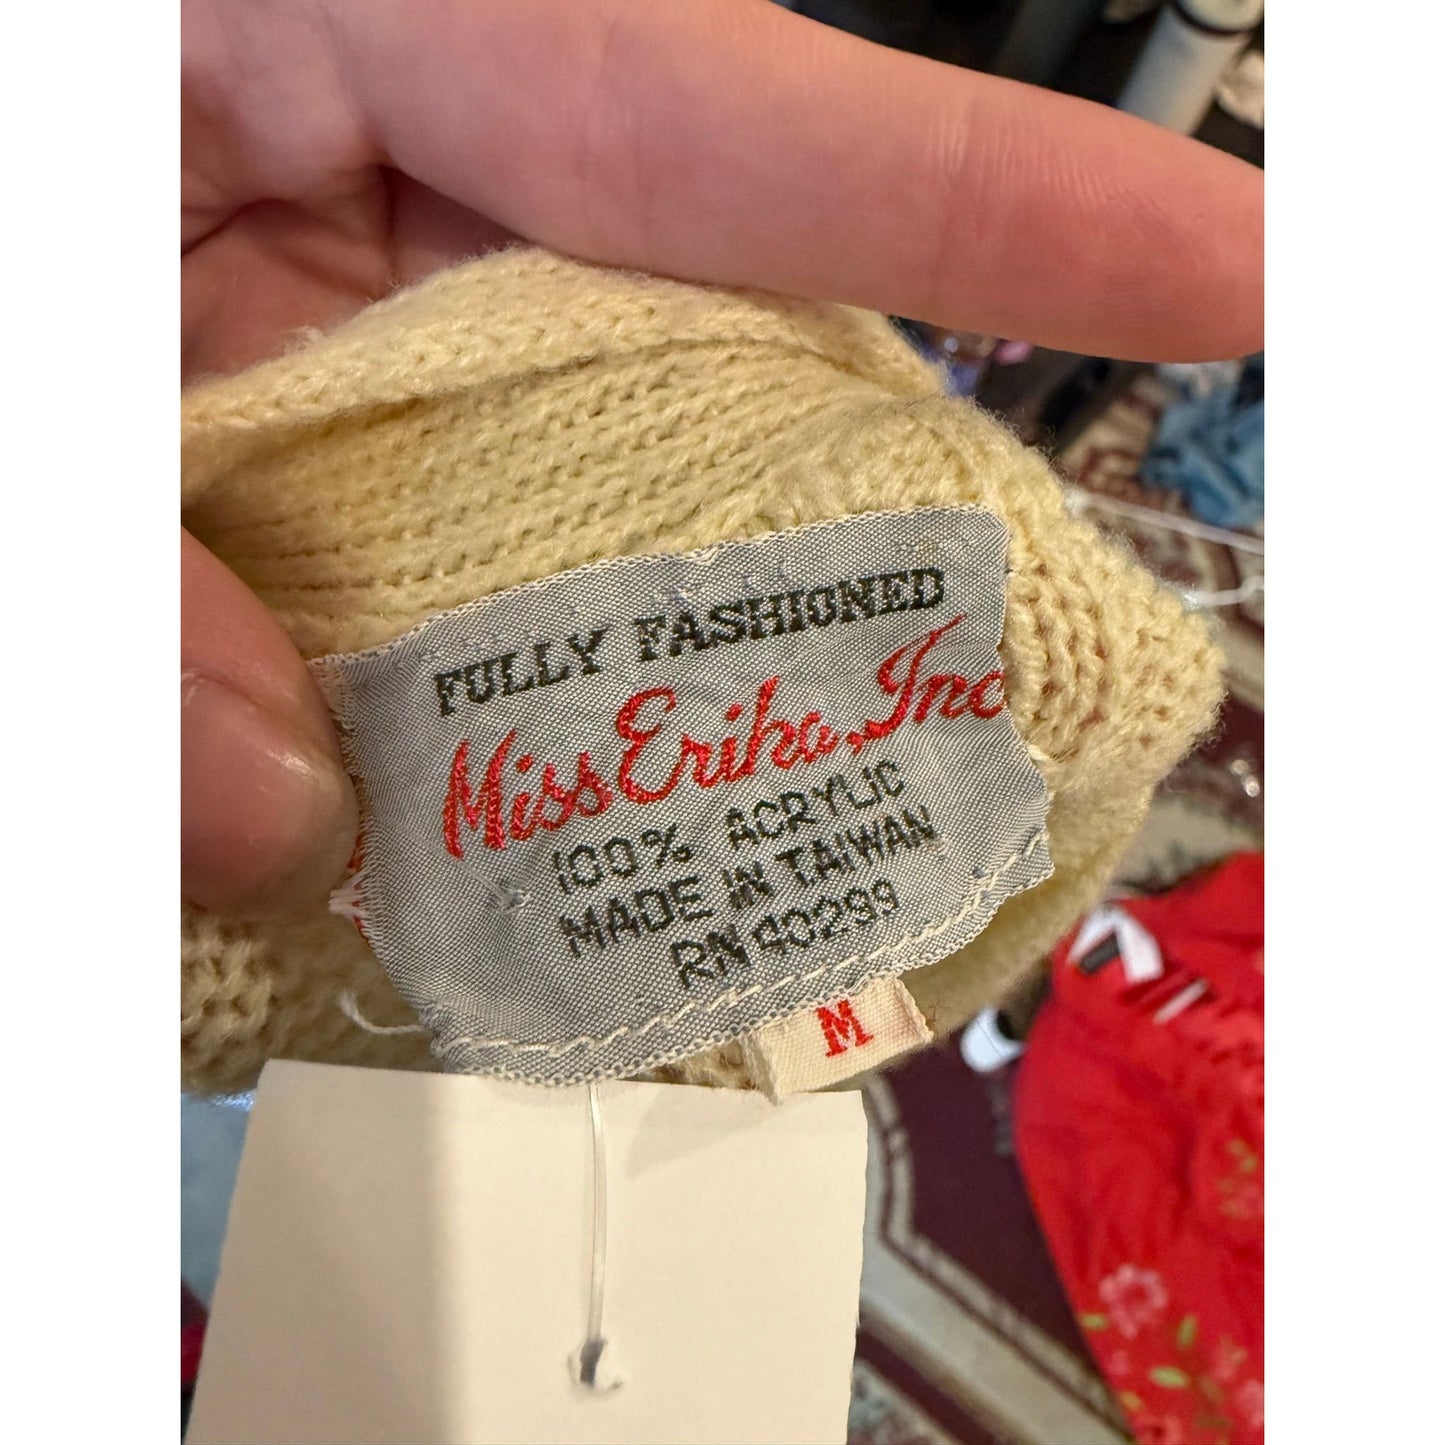 FULLY FASHIONED
Miss Erika, Inc
100% ACRYLIC
MADE IN TAIWAN
RN 40299
M